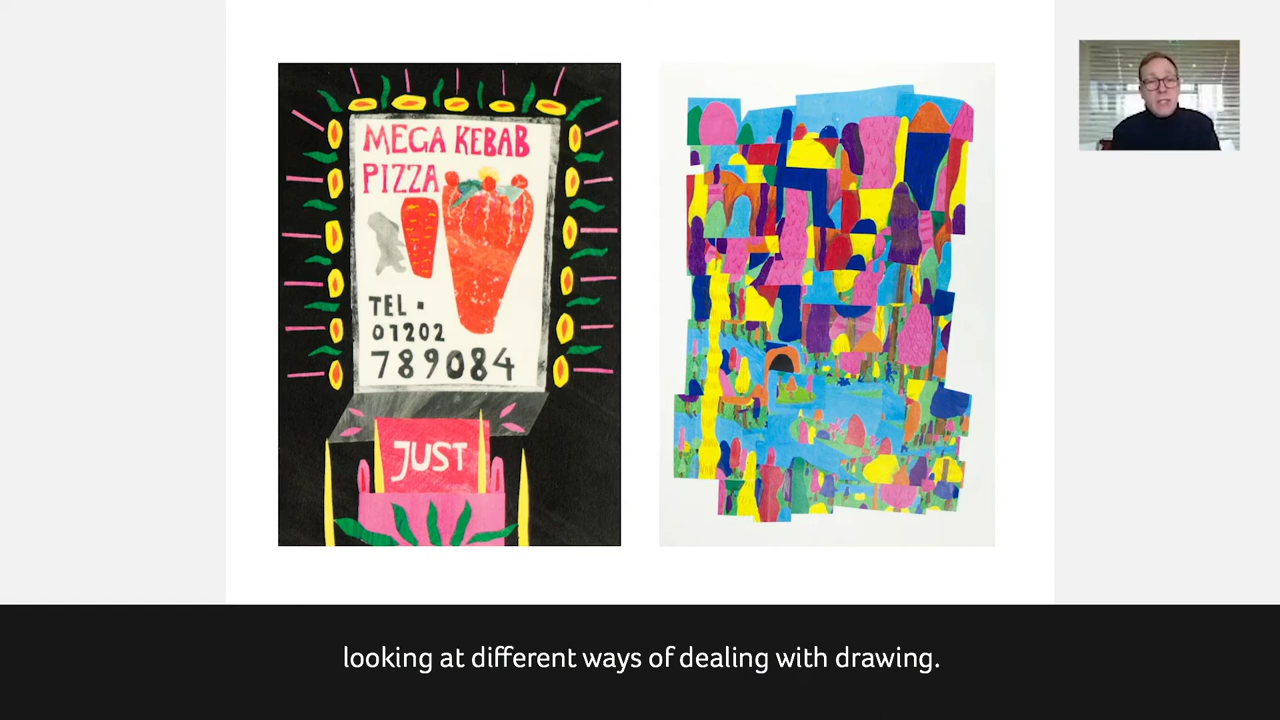 MEGA KEBAB
PIZZA
TEL.
01202
789084
JUST
looking at different ways of dealing with drawing.